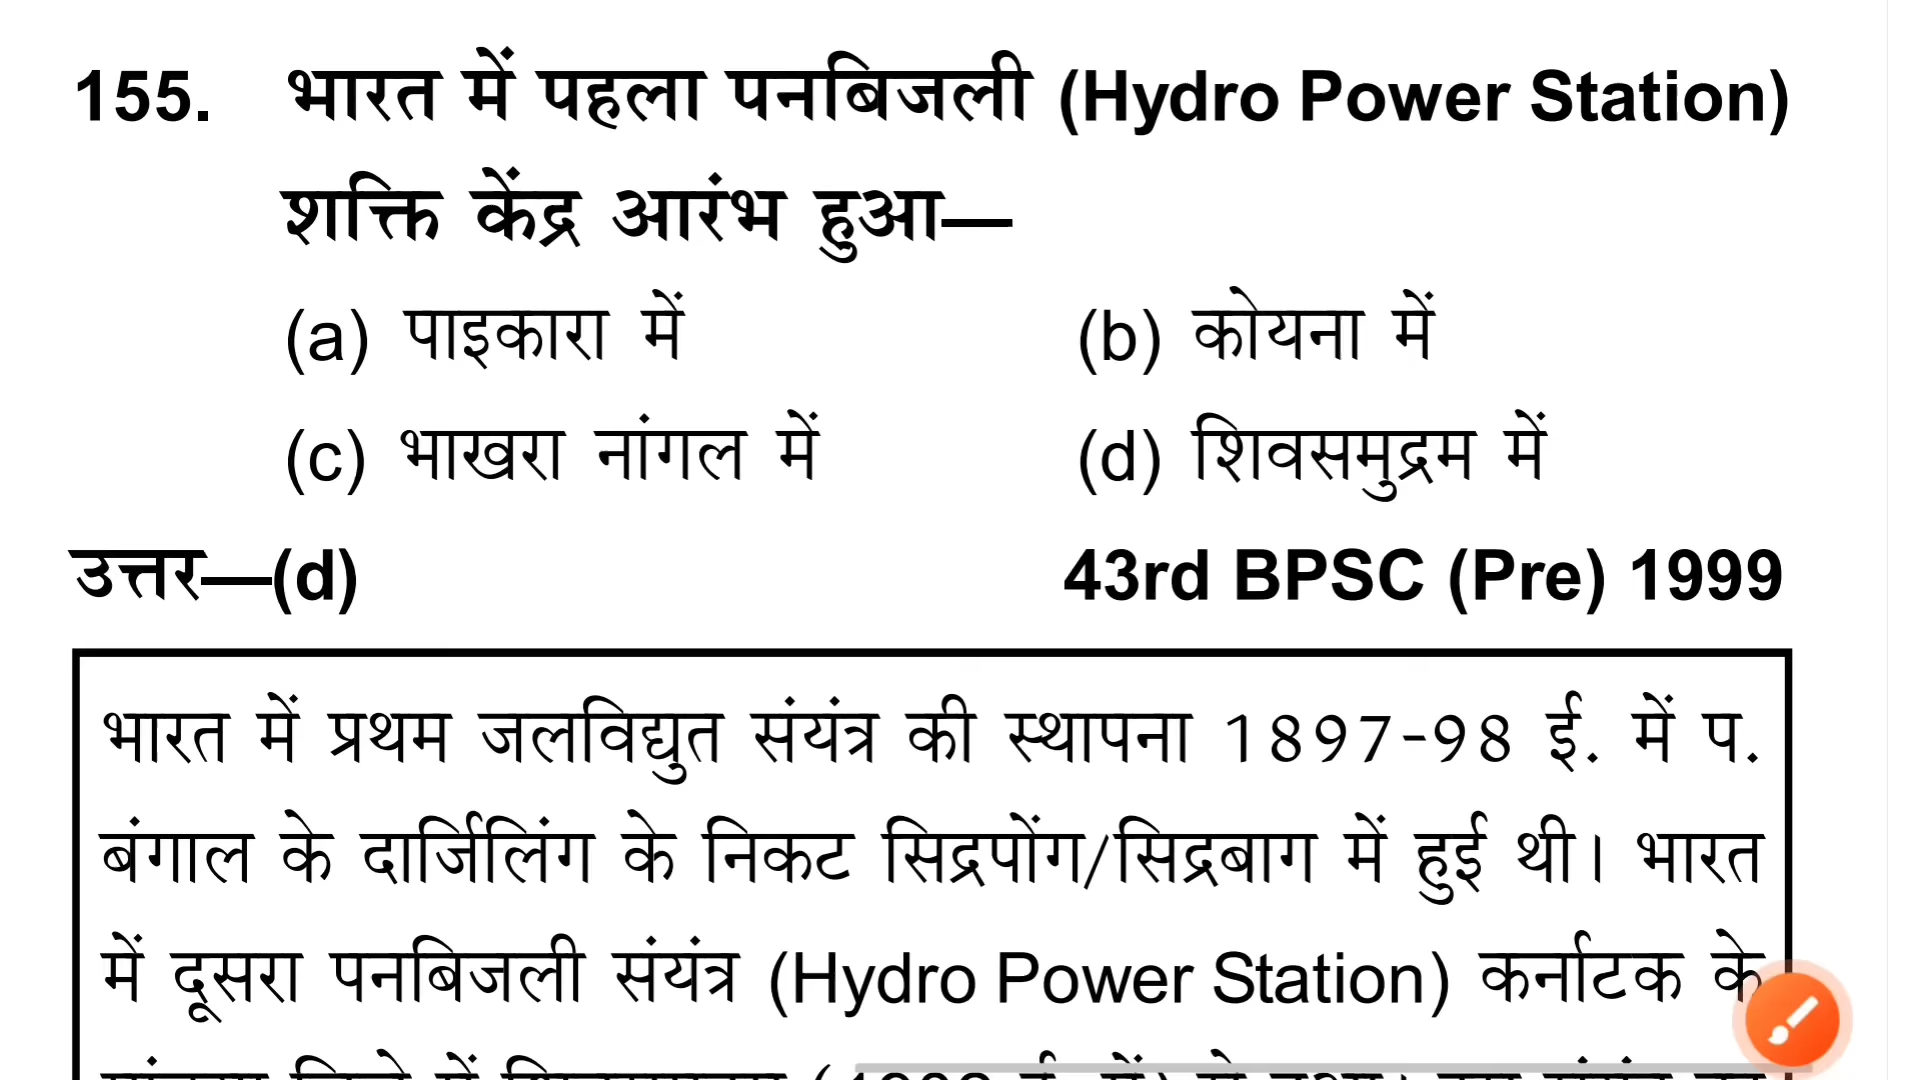 155. भारत में पहला पनबिजली (Hydro Power Station)
शक्ति केंद्र आरंभ हुआ—
(a) पाइकारा में (b) कोयना में
(c) भाखरा नांगल में (d) शिवसमुद्रम में
उत्तर—(d) 43rd BPSC (Pre) 1999
भारत में प्रथम जलविद्युत संयंत्र की स्थापना 1897-98 ई. में प.
बंगाल के दार्जिलिंग के निकट सिद्रपोंग/सिद्रबाग में हुई थी। भारत
में दूसरा पनबिजली संयंत्र (Hydro Power Station) कर्नाटक के